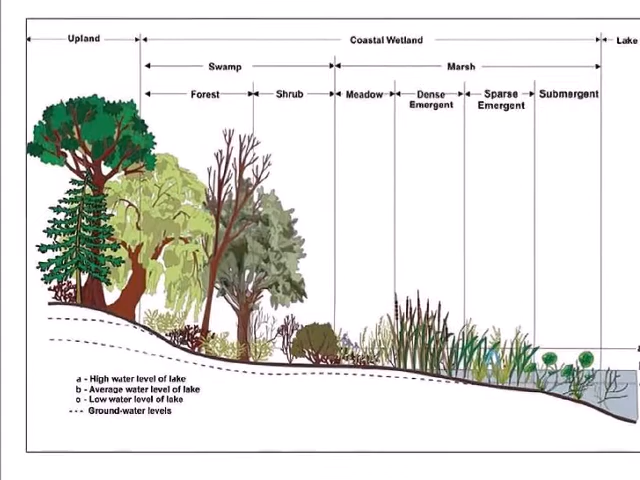 Upland
Coastal Wetland
Lake
Swamp
Marsh
Forest
Shrub
Meadow
Dense
Emergent
Sparse
Emergent
Submergent
a - High water level of lake
b - Average water level of lake
c - Low water level of lake
Ground-water levels